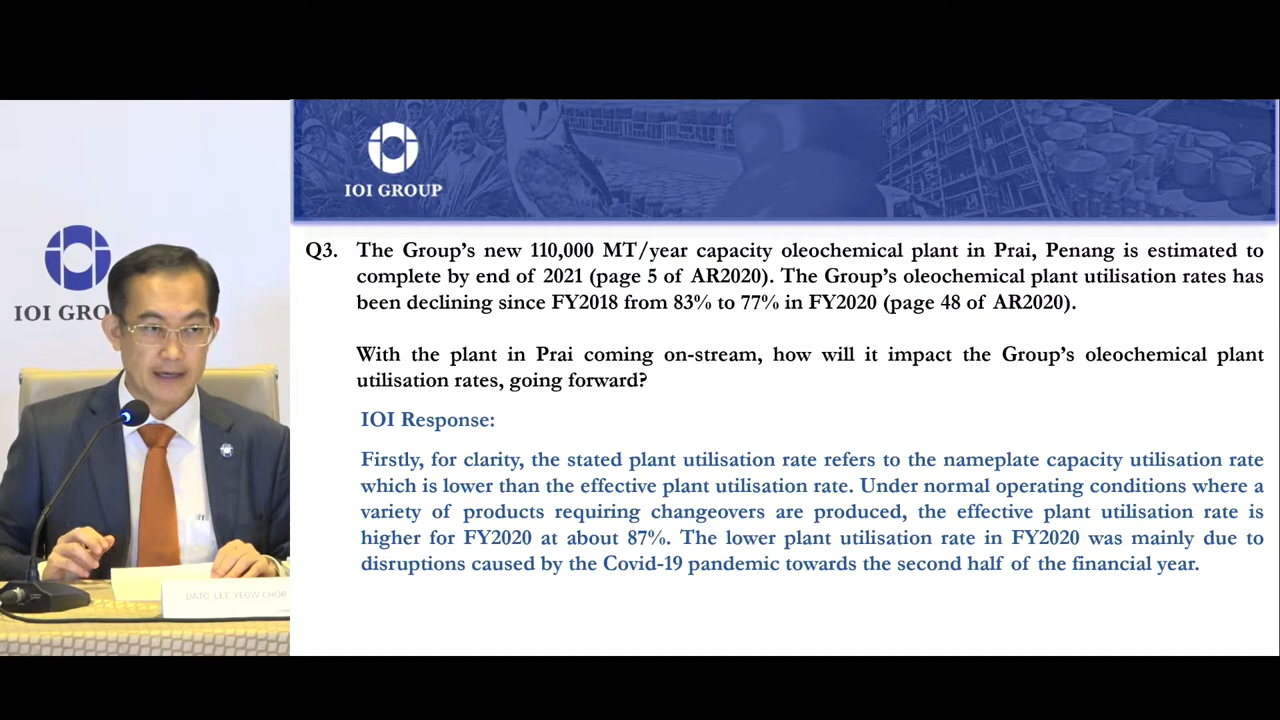 IOI GROUP
IOI GRO
DATO' LEE YEOW CHOR
Q3. The Group's new 110,000 MT/year capacity oleochemical plant in Prai, Penang is estimated to
complete by end of 2021 (page 5 of AR2020). The Group's oleochemical plant utilisation rates has
been declining since FY2018 from 83% to 77% in FY2020 (page 48 of AR2020).
With the plant in Prai coming on-stream, how will it impact the Group's oleochemical plant
utilisation rates, going forward?
IOI Response:
Firstly, for clarity, the stated plant utilisation rate refers to the nameplate capacity utilisation rate
which is lower than the effective plant utilisation rate. Under normal operating conditions where a
variety of products requiring changeovers are produced, the effective plant utilisation rate is
higher for FY2020 at about 87%. The lower plant utilisation rate in FY2020 was mainly due to
disruptions caused by the Covid-19 pandemic towards the second half of the financial year.